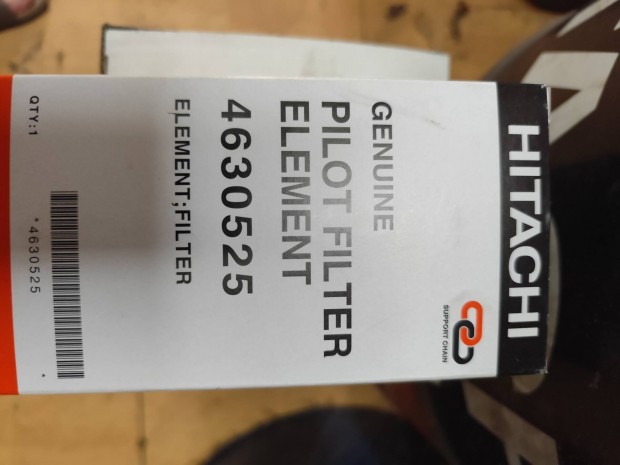 HITACHI
SUPPORT CHAIN
GENUINE
PILOT FILTER
ELEMENT
4630525
ELEMENT;FILTER
QTY:1
*4630525*